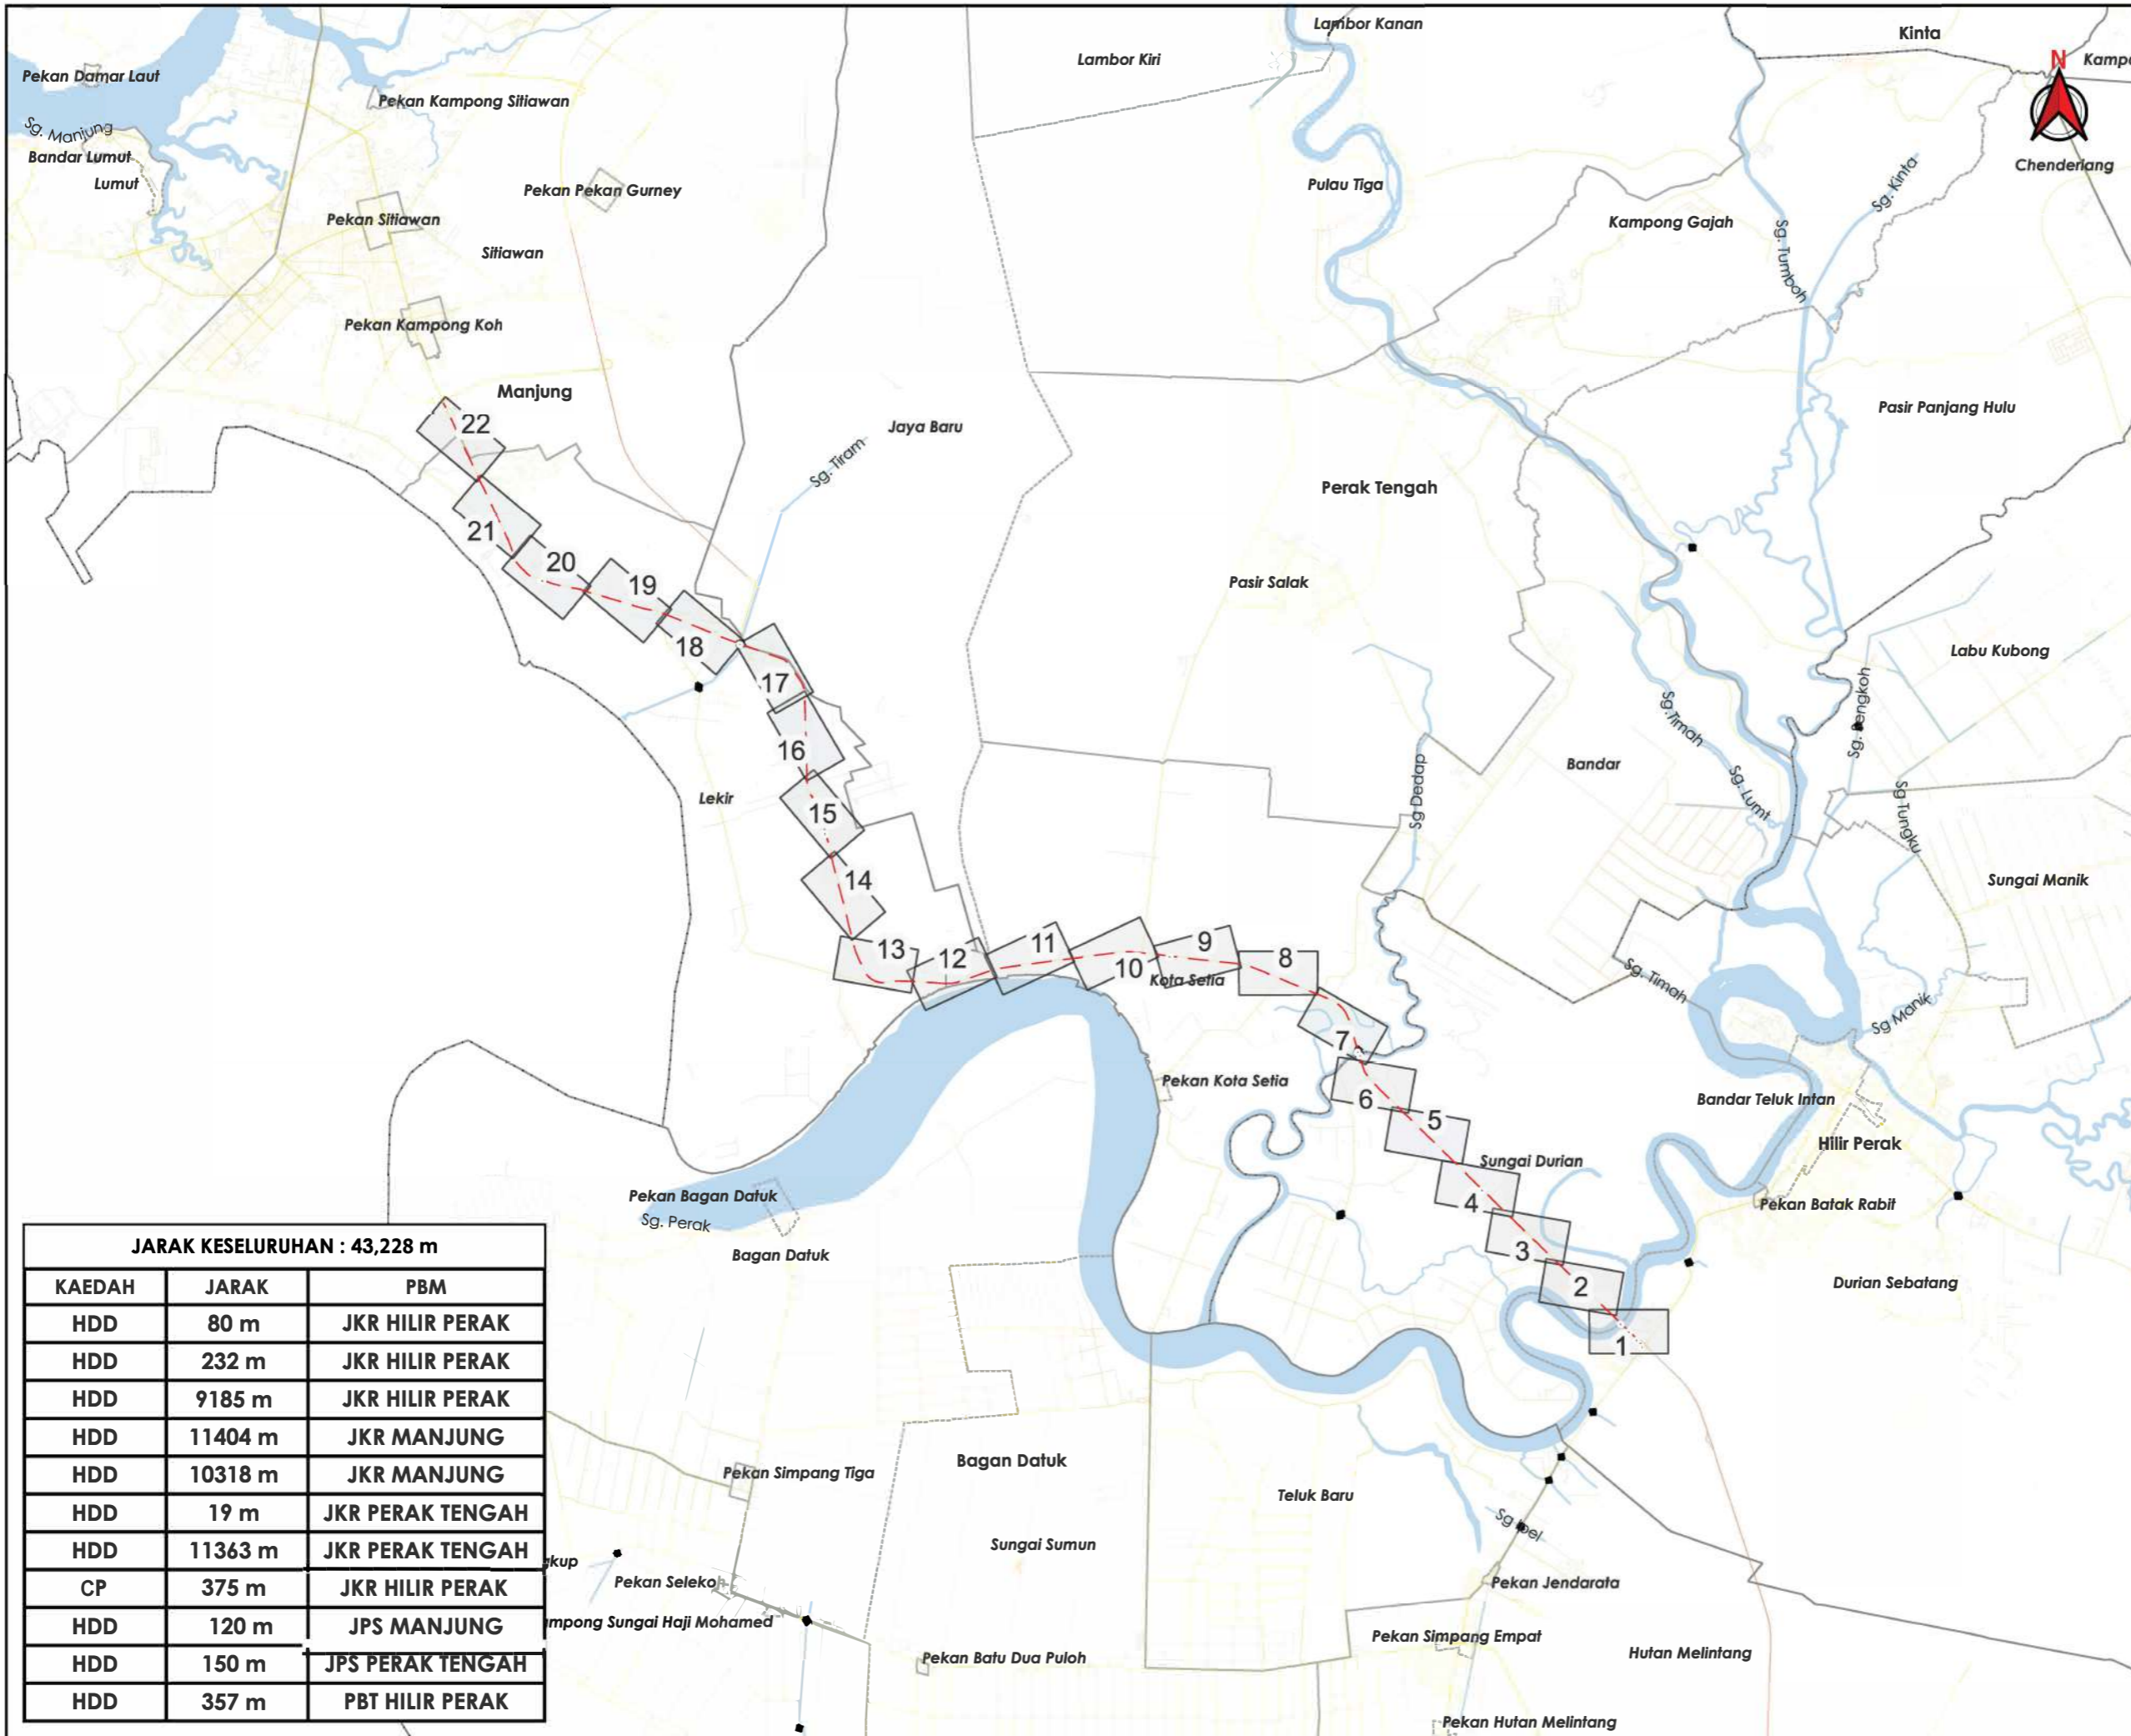 Lambor Kanan
Kinta
Lambor Kiri
N
Pekan Damar Laut
Pekan Kampong Sitiawan
Sg. Manjung
Bandar Lumut
Lumut
Chenderiang
Pekan Pekan Gurney
Pulau Tiga
Sg. Kinta
Pekan Sitiawan
Kampong Gajah
Sitiawan
Sg. Tumboh
Pekan Kampong Koh
Manjung
Pasir Panjang Hulu
22
Jaya Baru
Sg. Tiram
Perak Tengah
21
20
19
Pasir Salak
18
Labu Kubong
17
Sg. Timah
16
Bandar
Sg Dedap
Lekir
15
Sg. Lumt
Sg Tungku
14
Sungai Manik
13
12
11
10
9
8
Kota Setia
Sg. Timah
Sg Manik
7
Pekan Kota Setia
6
Bandar Teluk Intan
5
Hilir Perak
Sungai Durian
4
Pekan Bagan Datuk
Pekan Batak Rabit
Sg. Perak
3
Bagan Datuk
2
Durian Sebatang
1
Bagan Datuk
Pekan Simpang Tiga
Teluk Baru
Sungai Sumun
Pekan Selekoh
Pekan Jendarata
mpong Sungai Haji Mohamed
Pekan Simpang Empat
Pekan Batu Dua Puloh
Hutan Melintang
Pekan Hutan Melintang
JARAK KESELURUHAN : 43,228 m
KAEDAH JARAK PBM
HDD 80 m JKR HILIR PERAK
HDD 232 m JKR HILIR PERAK
HDD 9185 m JKR HILIR PERAK
HDD 11404 m JKR MANJUNG
HDD 10318 m JKR MANJUNG
HDD 19 m JKR PERAK TENGAH
HDD 11363 m JKR PERAK TENGAH
CP 375 m JKR HILIR PERAK
HDD 120 m JPS MANJUNG
HDD 150 m JPS PERAK TENGAH
HDD 357 m PBT HILIR PERAK